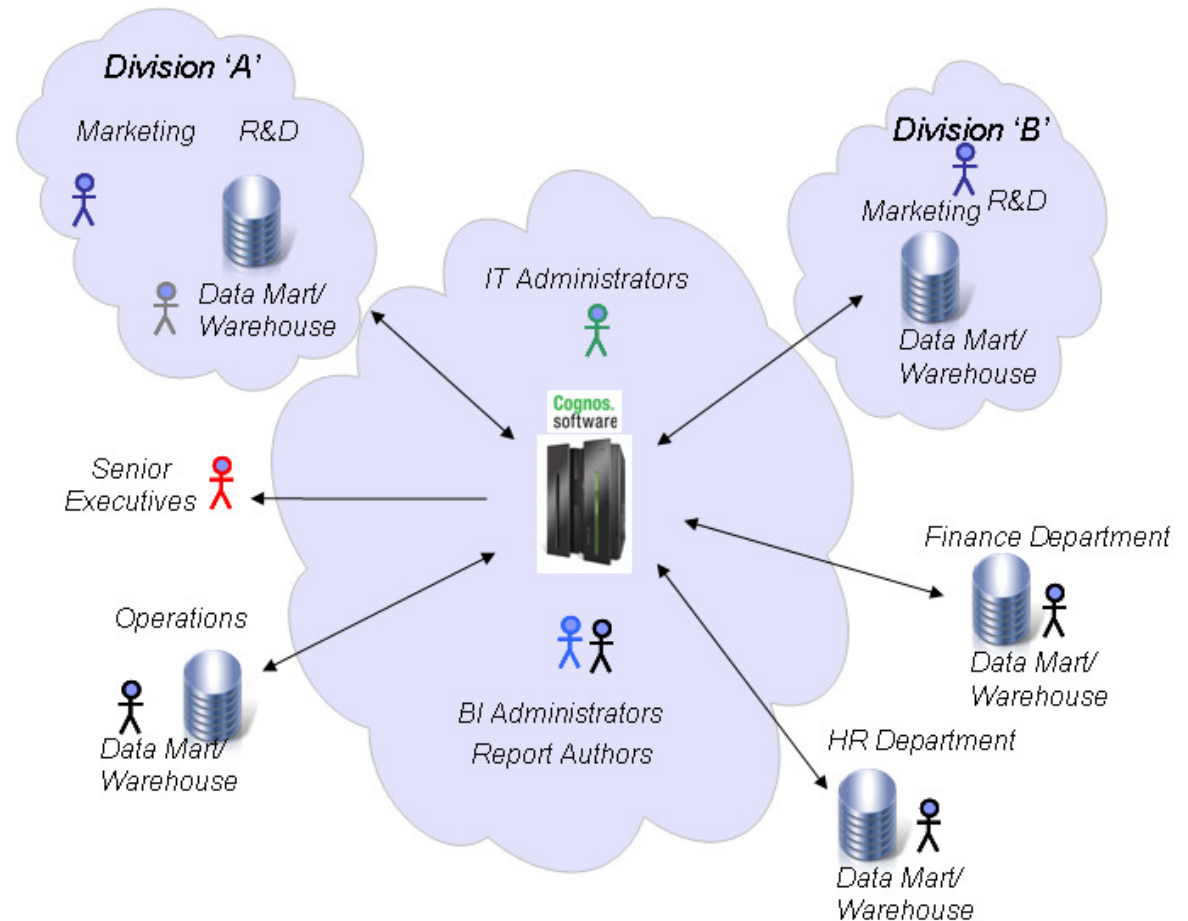 Division 'A'
Marketing R&D
Data Mart/
Warehouse
Division 'B'
Marketing R&D
Data Mart/
Warehouse
IT Administrators
Cognos.
software
Senior
Executives
Finance Department
Data Mart/
Warehouse
Operations
Data Mart/
Warehouse
BI Administrators
Report Authors
HR Department
Data Mart/
Warehouse